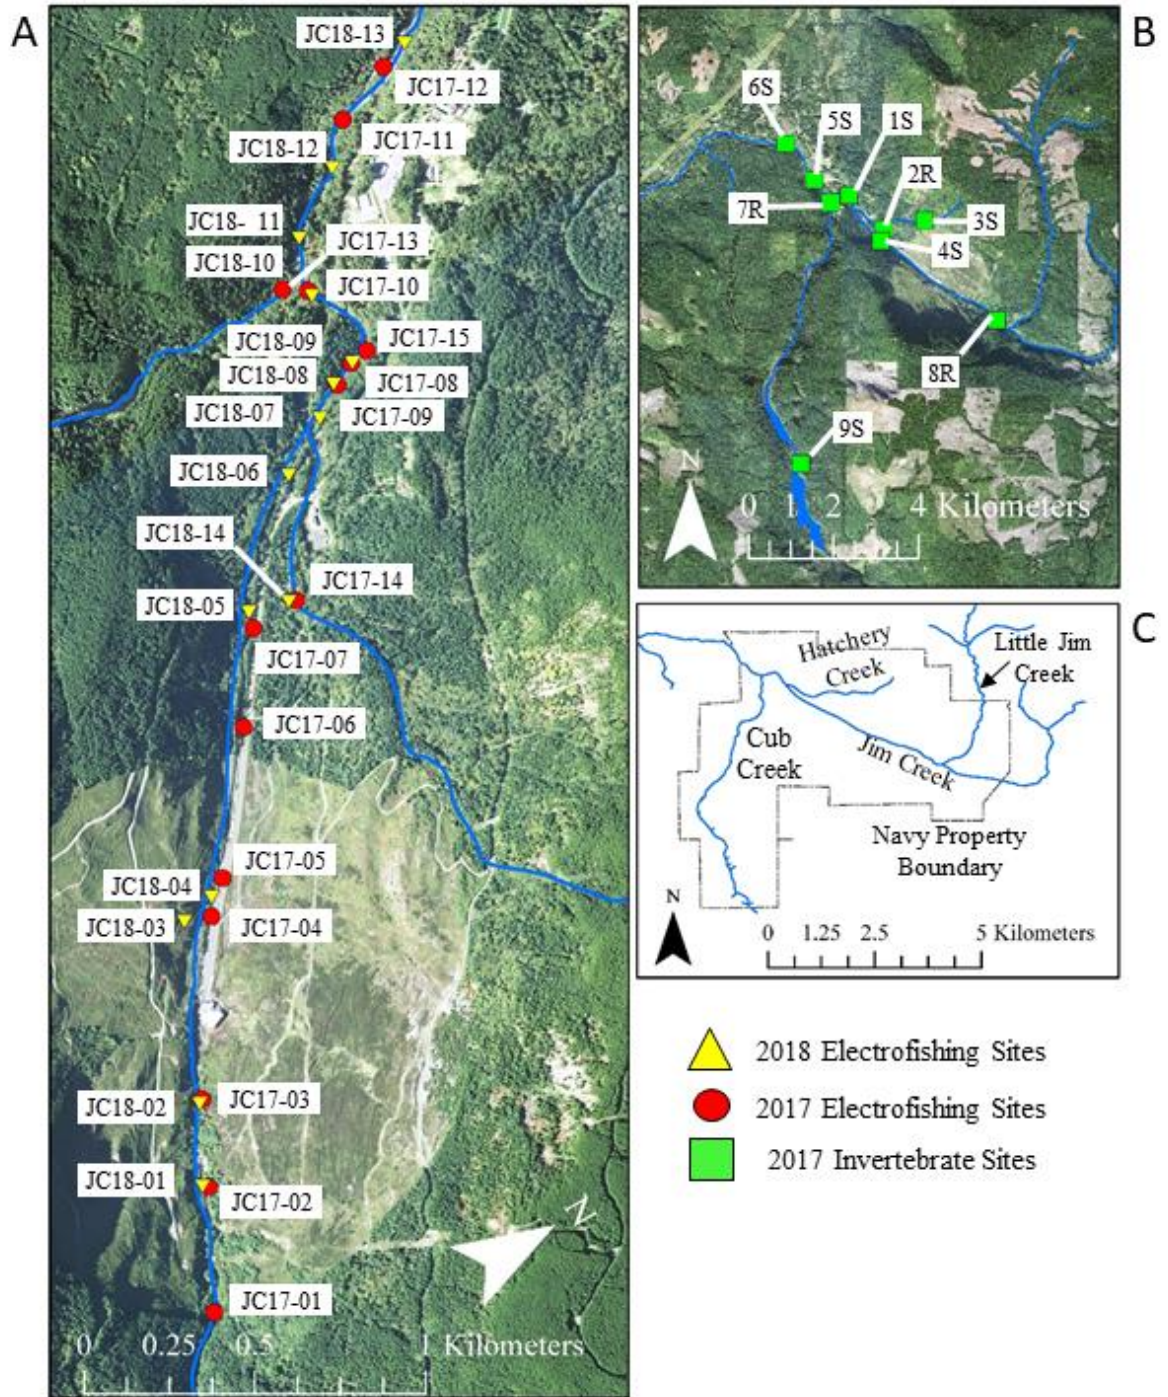 A
JC18-13
JC17-12
JC17-11
JC18-12
JC18- 11
JC17-13
JC18-10
JC17-10
JC18-09
JC17-15
JC18-08
JC17-08
JC18-07
JC17-09
JC18-06
JC18-14
JC17-14
JC18-05
JC17-07
JC17-06
JC17-05
JC18-04
JC18-03
JC17-04
JC18-02
JC17-03
JC18-01
JC17-02
N
JC17-01
0 0.25 0.5 1 Kilometers
B
6S
5S
1S
2R
7R
3S
4S
8R
9S
N
0 1 2 4 Kilometers
C
Hatchery
Creek
Little Jim
Creek
Cub
Creek
Jim Creek
Navy Property
Boundary
N
0 1.25 2.5 5 Kilometers
2018 Electrofishing Sites
2017 Electrofishing Sites
2017 Invertebrate Sites